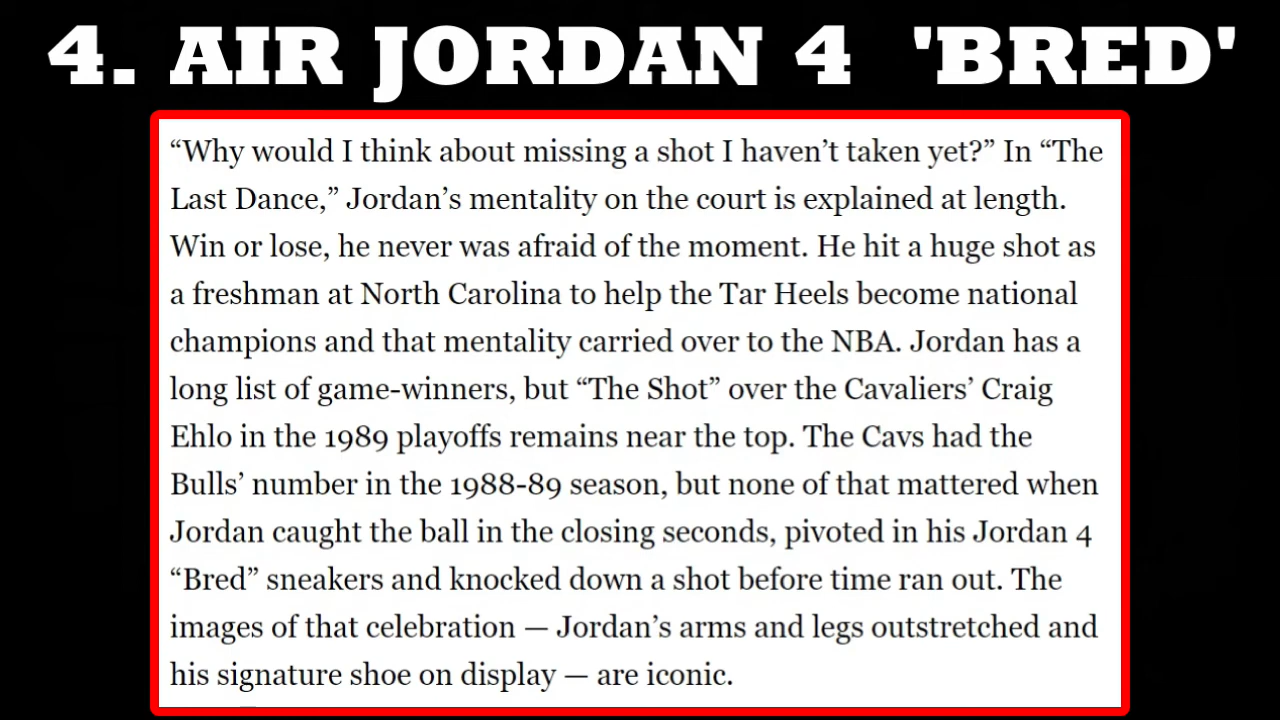 4. AIR JORDAN 4 'BRED'
“Why would I think about missing a shot I haven’t taken yet?” In “The
Last Dance,” Jordan’s mentality on the court is explained at length.
Win or lose, he never was afraid of the moment. He hit a huge shot as
a freshman at North Carolina to help the Tar Heels become national
champions and that mentality carried over to the NBA. Jordan has a
long list of game-winners, but “The Shot” over the Cavaliers’ Craig
Ehlo in the 1989 playoffs remains near the top. The Cavs had the
Bulls’ number in the 1988-89 season, but none of that mattered when
Jordan caught the ball in the closing seconds, pivoted in his Jordan 4
“Bred” sneakers and knocked down a shot before time ran out. The
images of that celebration — Jordan’s arms and legs outstretched and
his signature shoe on display — are iconic.